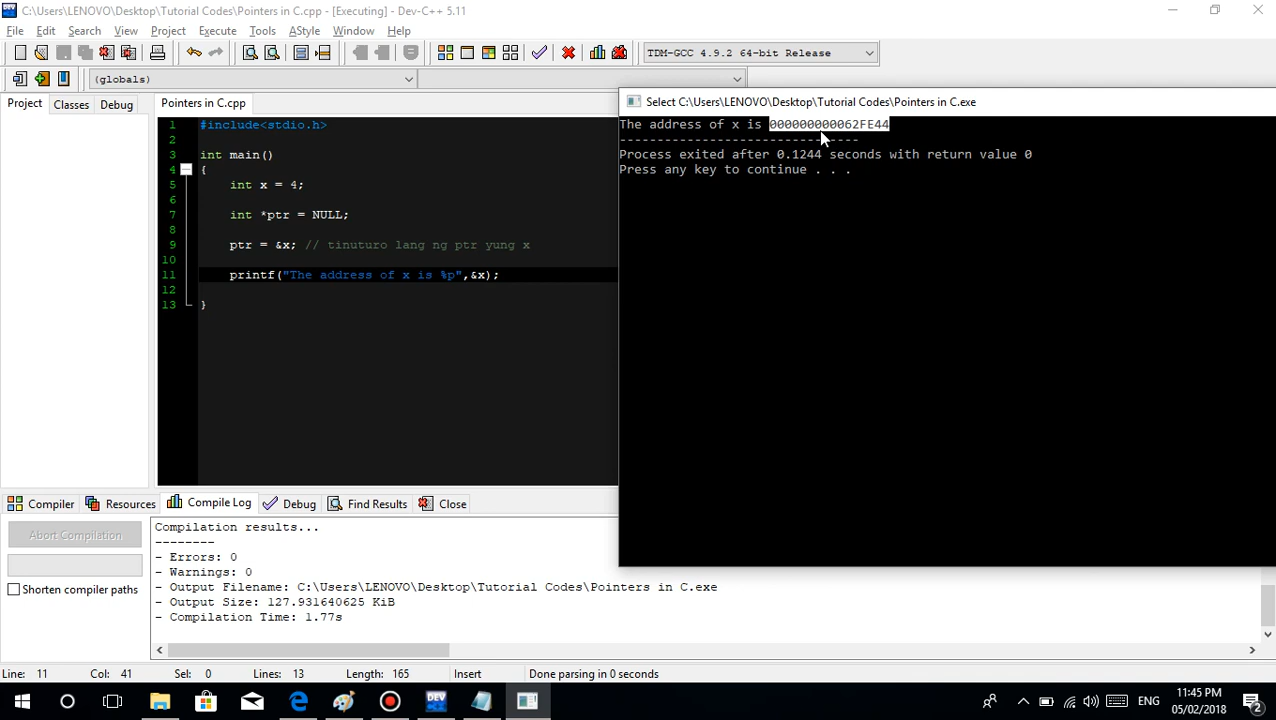 C:\Users\LENOVO\Desktop\Tutorial Codes\Pointers in C.cpp - [Executing] - Dev-C++ 5.11
File Edit Search View Project Execute Tools AStyle Window Help
TDM-GCC 4.9.2 64-bit Release
(globals)
Project Classes Debug
Pointers in C.cpp
1 #include<stdio.h>
2
3 int main()
4 {
5 int x = 4;
6
7 int *ptr = NULL;
8
9 ptr = &x; // tinuturo lang ng ptr yung x
10
11 printf("The address of x is %p",&x);
12
13 }
Select C:\Users\LENOVO\Desktop\Tutorial Codes\Pointers in C.exe
The address of x is 000000000062FE44
--------------------------------
Process exited after 0.1244 seconds with return value 0
Press any key to continue . . .
Compiler Resources Compile Log Debug Find Results Close
Abort Compilation
Shorten compiler paths
Compilation results...
--------
- Errors: 0
- Warnings: 0
- Output Filename: C:\Users\LENOVO\Desktop\Tutorial Codes\Pointers in C.exe
- Output Size: 127.931640625 KiB
- Compilation Time: 1.77s
Line: 11 Col: 41 Sel: 0 Lines: 13 Length: 165 Insert Done parsing in 0 seconds
DEV
ENG
11:45 PM
05/02/2018
2